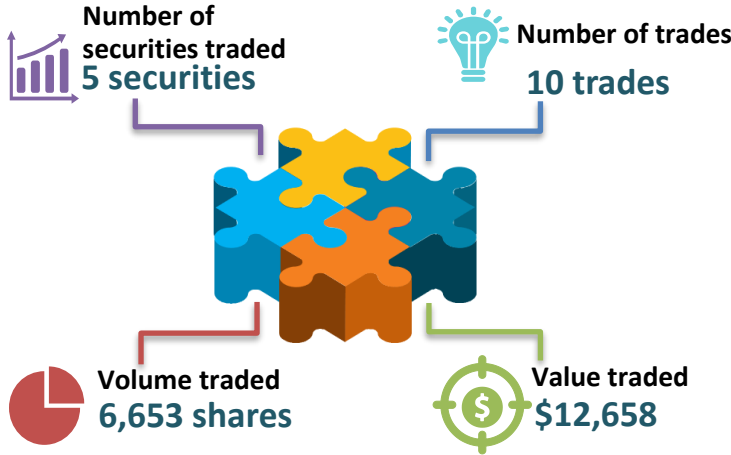 Number of
securities traded
5 securities
Number of trades
10 trades
Volume traded
6,653 shares
Value traded
$12,658
$